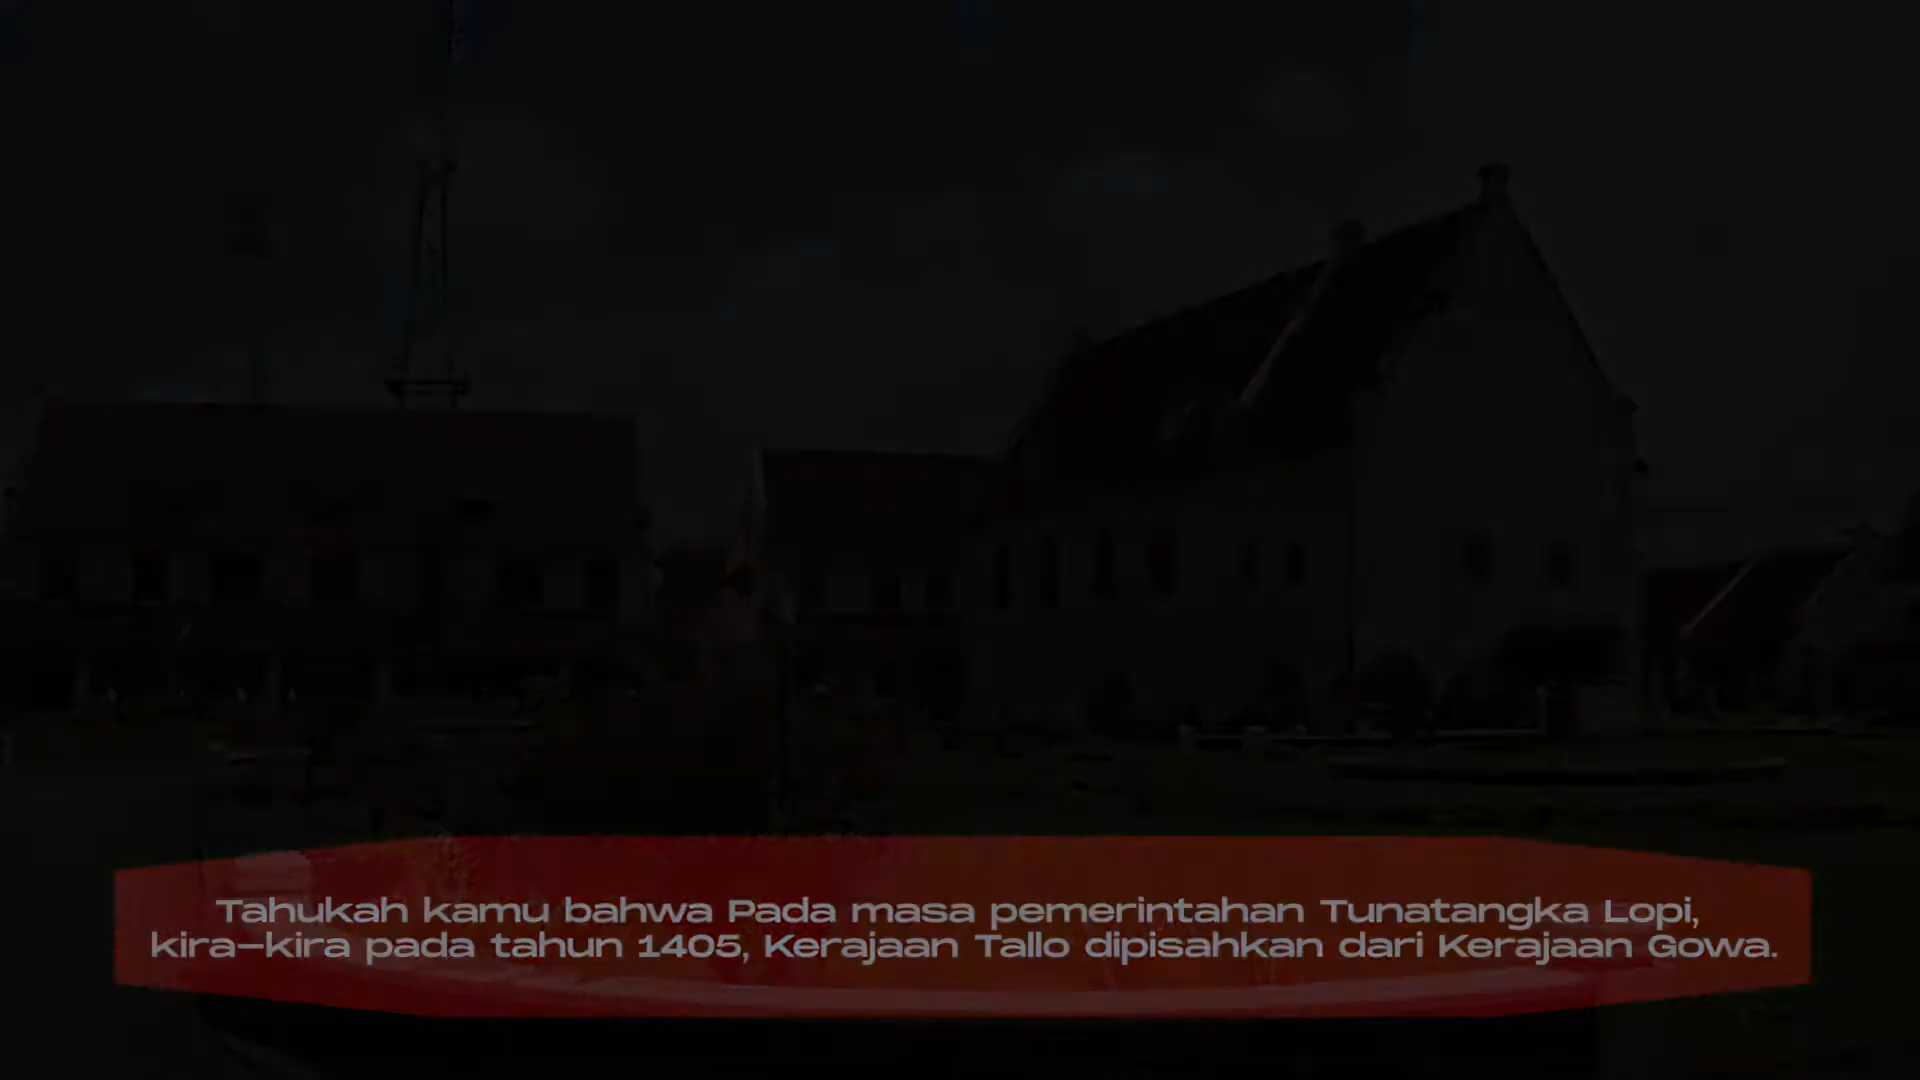 Tahukah kamu bahwa Pada masa pemerintahan Tunatangka Lopi,
kira-kira pada tahun 1405, Kerajaan Tallo dipisahkan dari Kerajaan Gowa.